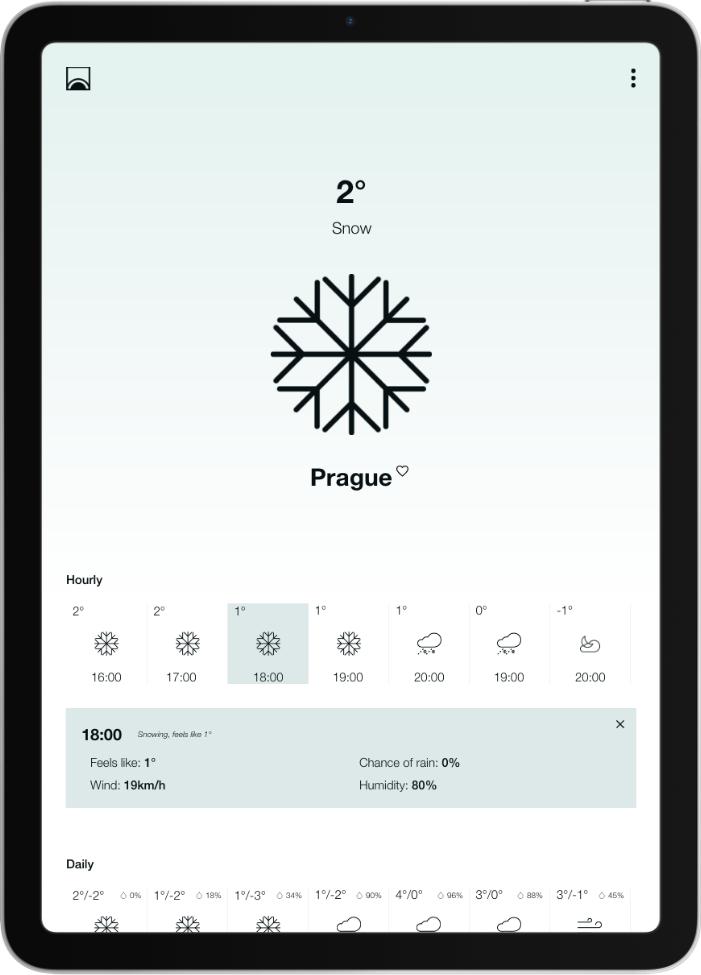 2°
Snow
Prague
Hourly
2° 2° 1° 1° 1° 0° -1°
16:00 17:00 18:00 19:00 20:00 19:00 20:00
18:00 Snowing, feels like 1°
Feels like: 1° Chance of rain: 0%
Wind: 19km/h Humidity: 80%
Daily
2°/-2° 0% 1°/-2° 18% 1°/-3° 34% 1°/-2° 90% 4°/0° 96% 3°/0° 88% 3°/-1° 45%